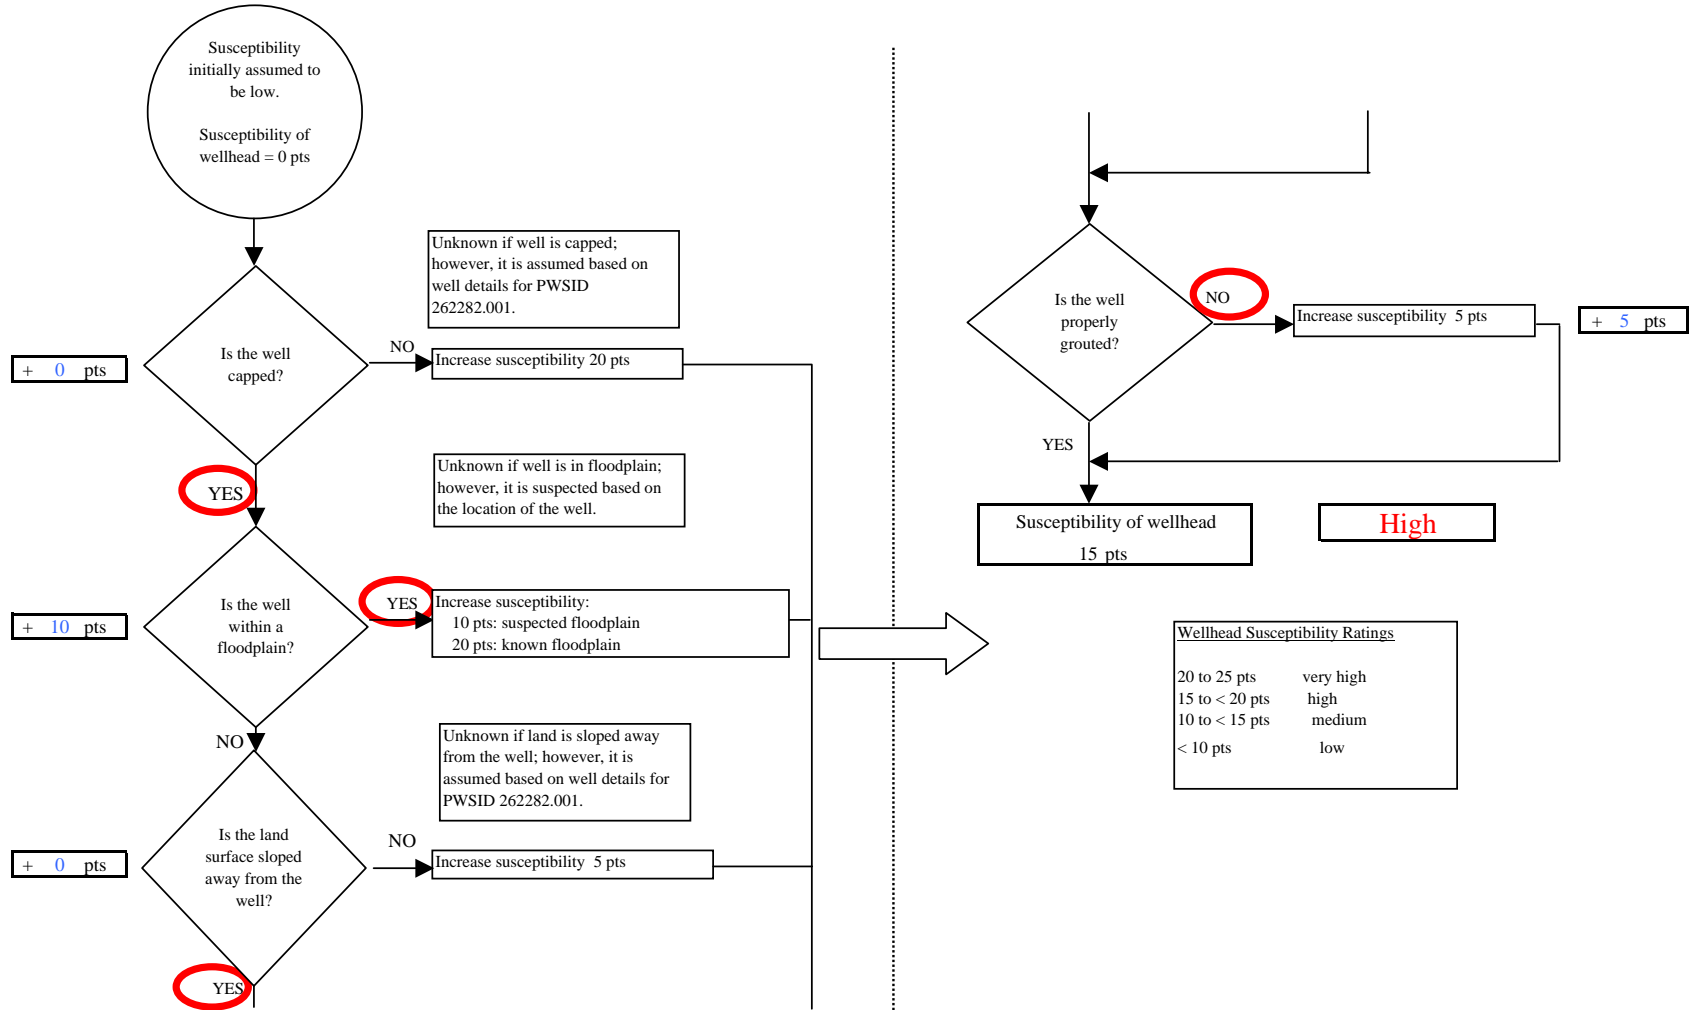 Susceptibility
initially assumed to
be low.
Susceptibility of
wellhead = 0 pts
Unknown if well is capped;
however, it is assumed based on
well details for PWSID
262282.001.
+ 0 pts
Is the well
capped?
NO
Increase susceptibility 20 pts
YES
Unknown if well is in floodplain;
however, it is suspected based on
the location of the well.
+ 10 pts
Is the well
within a
floodplain?
YES
Increase susceptibility:
10 pts: suspected floodplain
20 pts: known floodplain
NO
Unknown if land is sloped away
from the well; however, it is
assumed based on well details for
PWSID 262282.001.
+ 0 pts
Is the land
surface sloped
away from the
well?
NO
Increase susceptibility 5 pts
YES
Is the well
properly
grouted?
NO
Increase susceptibility 5 pts
+ 5 pts
YES
Susceptibility of wellhead
15 pts
High
Wellhead Susceptibility Ratings
20 to 25 pts very high
15 to < 20 pts high
10 to < 15 pts medium
< 10 pts low